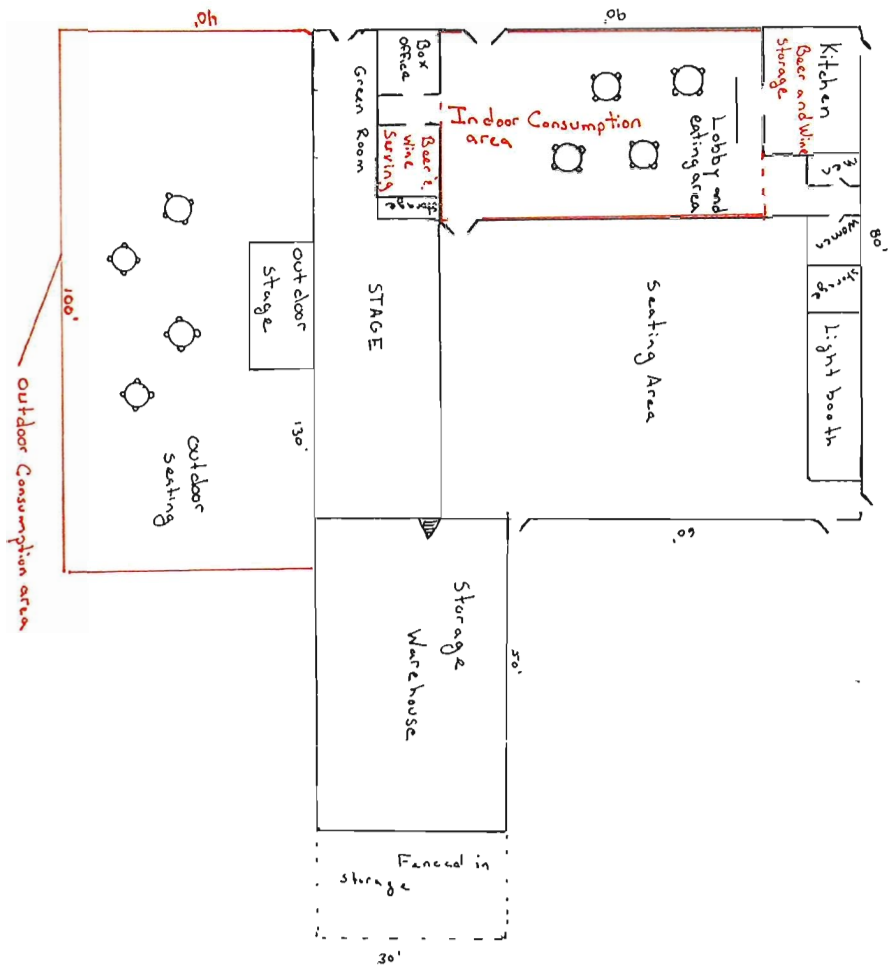 40'
90'
Box
office
Green Room
Beer &
Wine
Serving
Indoor Consumption
area
Lobby and
eating area
Kitchen
Beer and Wine
Storage
Womens
80'
Storage
Light booth
outdoor
Stage
STAGE
Seating Area
100'
130'
outdoor
seating
outdoor Consumption area
60'
Storage
Warehouse
50'
Fenced in
storage
30'